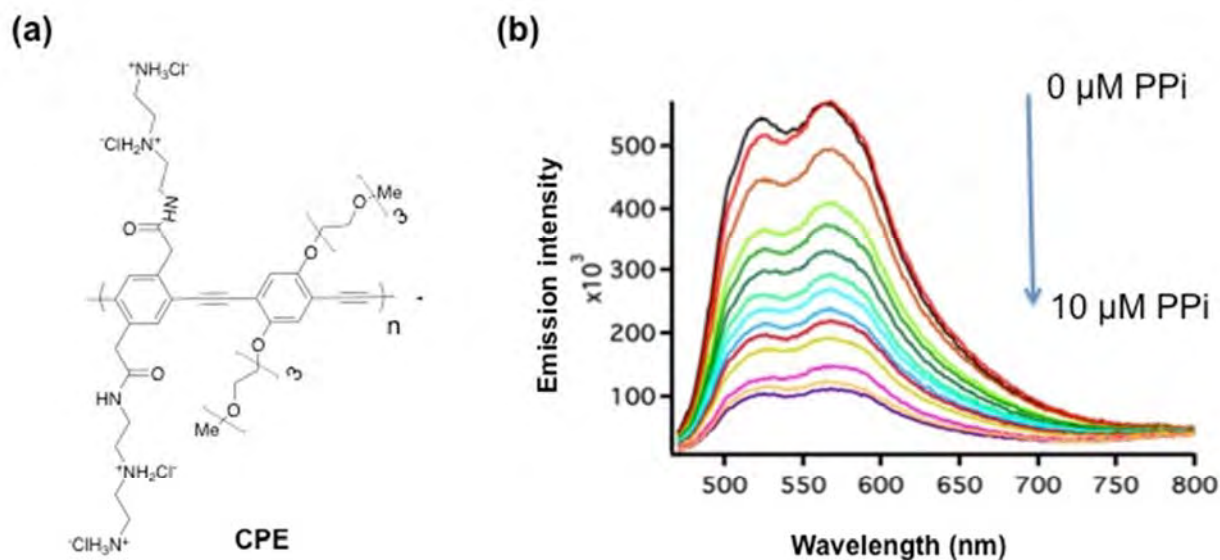 (a)
⁺NH₃Cl⁻
⁻ClH₂N⁺
HN
O
O
Me
3
O
n
O
3
O
Me
O
HN
⁺NH₂Cl⁻
⁻ClH₃N⁺
CPE
(b)
0 µM PPi
10 µM PPi
Emission intensity
x10³
500
400
300
200
100
500 550 600 650 700 750 800
Wavelength (nm)